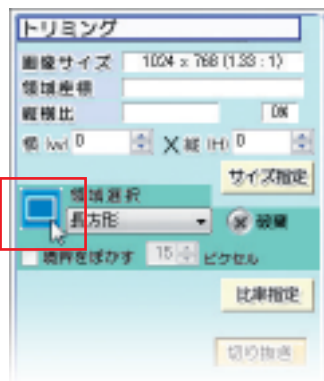 トリミング
画像サイズ 1024 x 768 (1.33 : 1)
領域座標
縦横比 OK
横 (w) 0 X 縦 (H) 0
サイズ指定
領域選択
長方形 破棄
境界をぼかす 15 ピクセル
比率指定
切り抜き